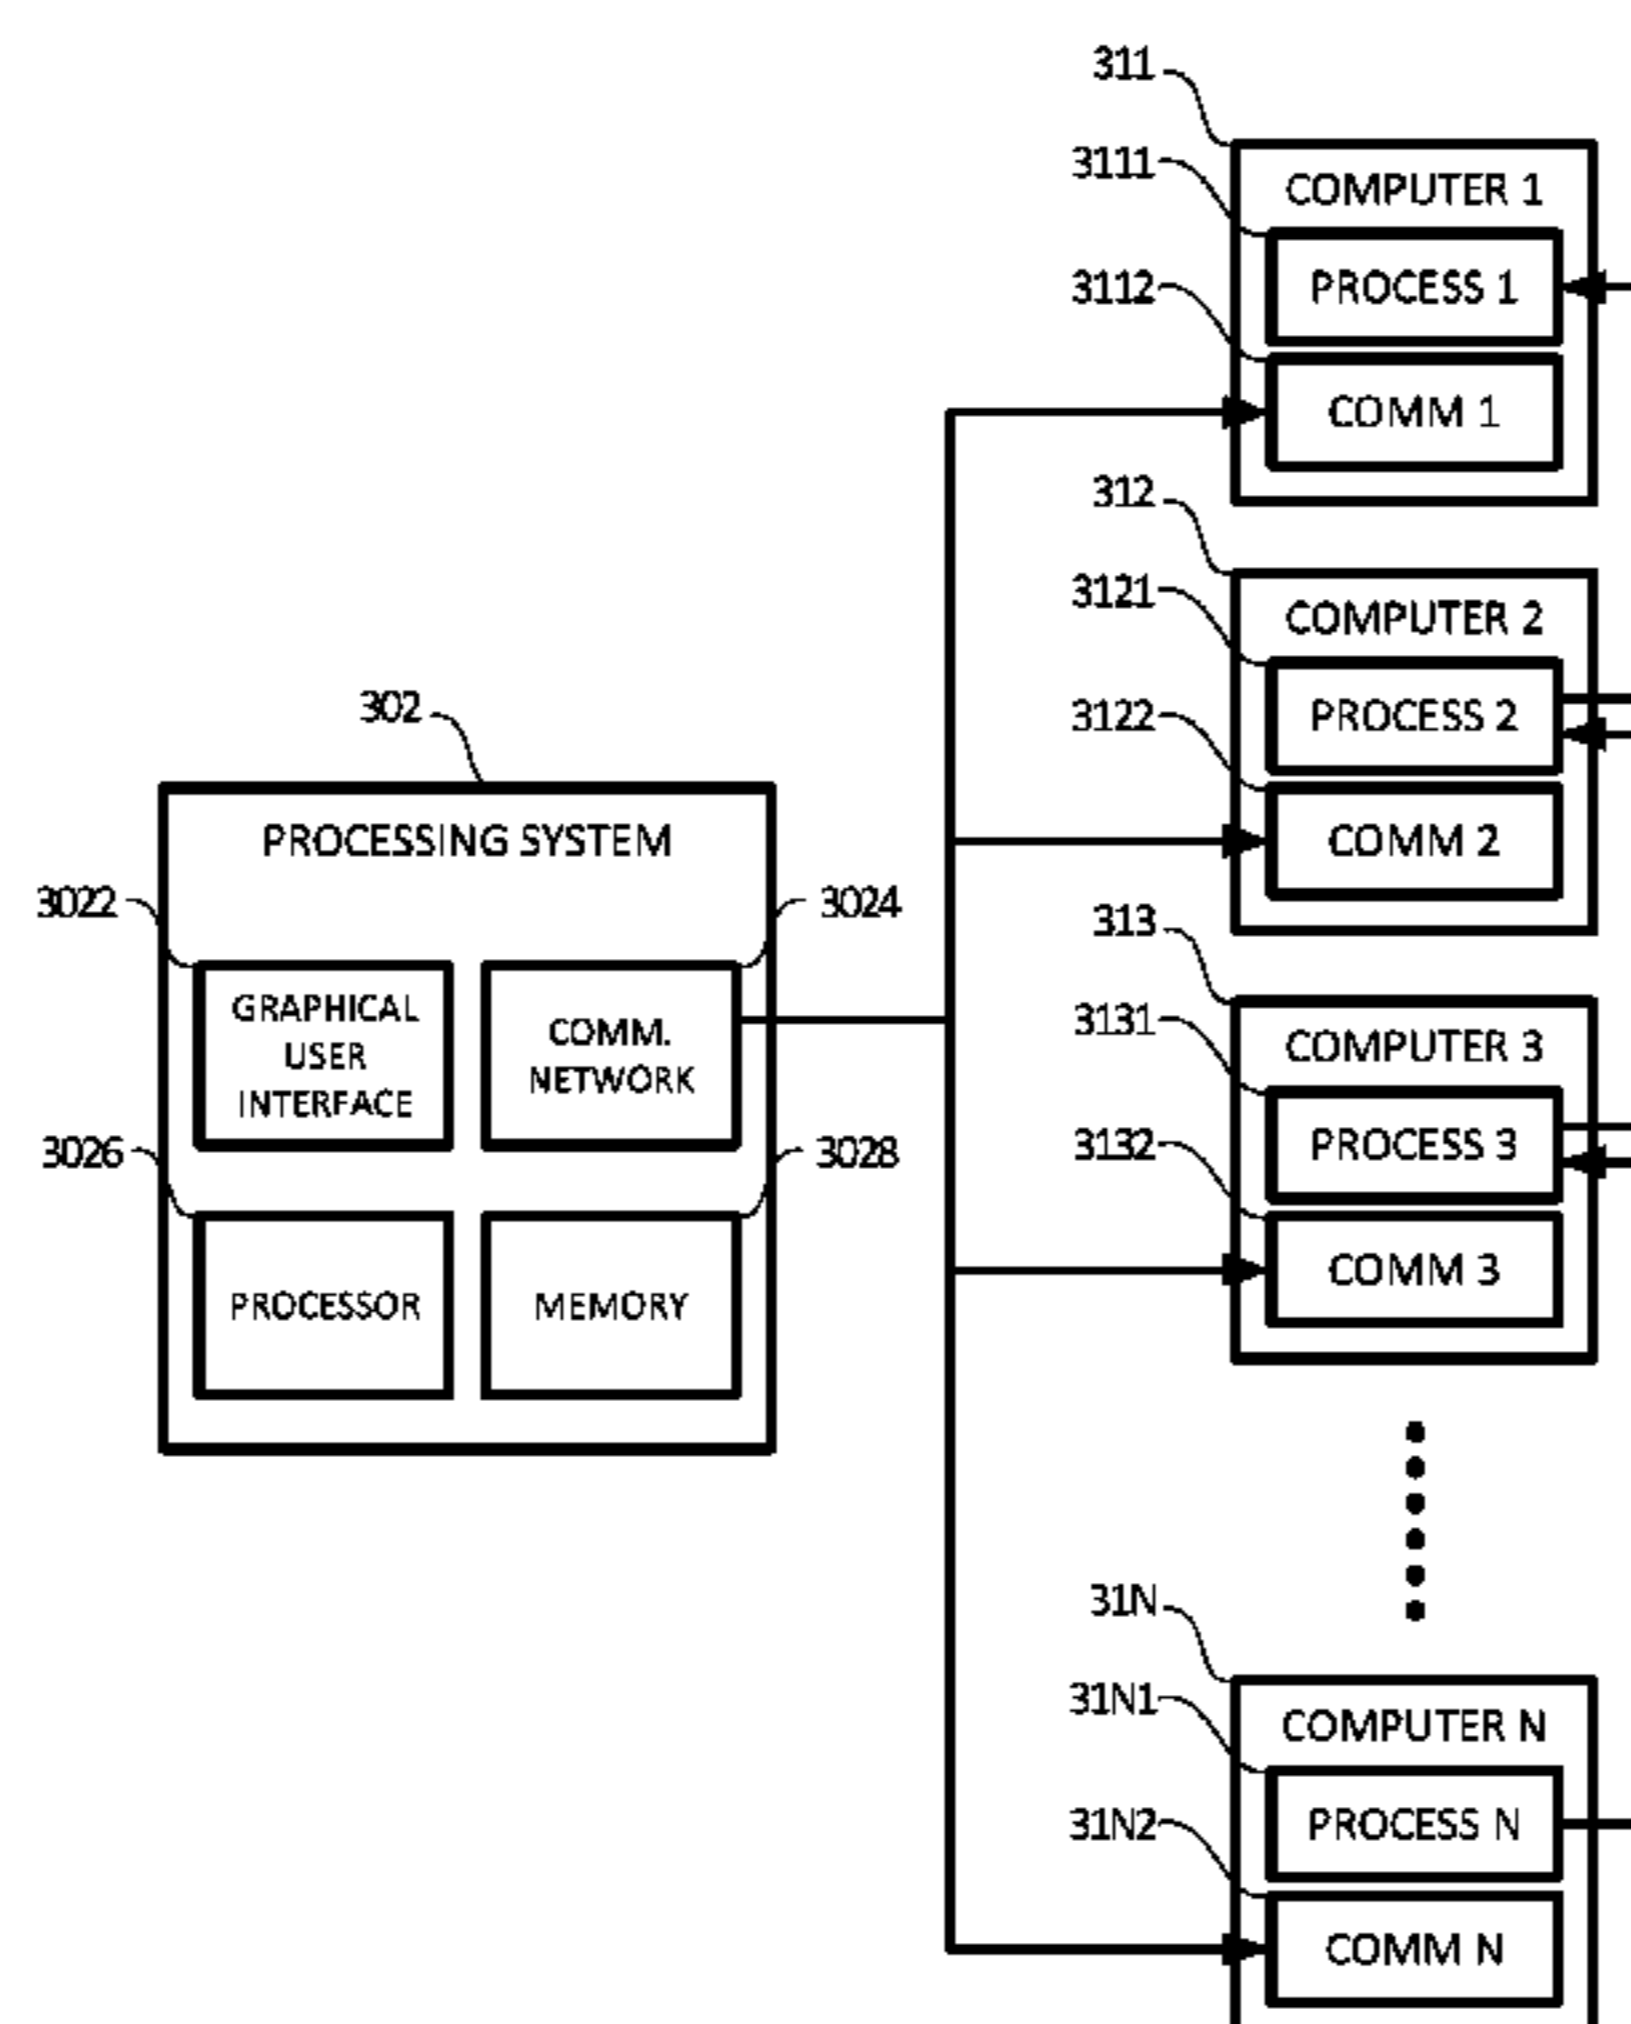 311
COMPUTER 1
3111
PROCESS 1
3112
COMM 1
312
COMPUTER 2
3121
PROCESS 2
3122
COMM 2
302
PROCESSING SYSTEM
3022
3024
GRAPHICAL
USER
INTERFACE
COMM.
NETWORK
3026
3028
PROCESSOR
MEMORY
313
COMPUTER 3
3131
PROCESS 3
3132
COMM 3
31N
COMPUTER N
31N1
PROCESS N
31N2
COMM N